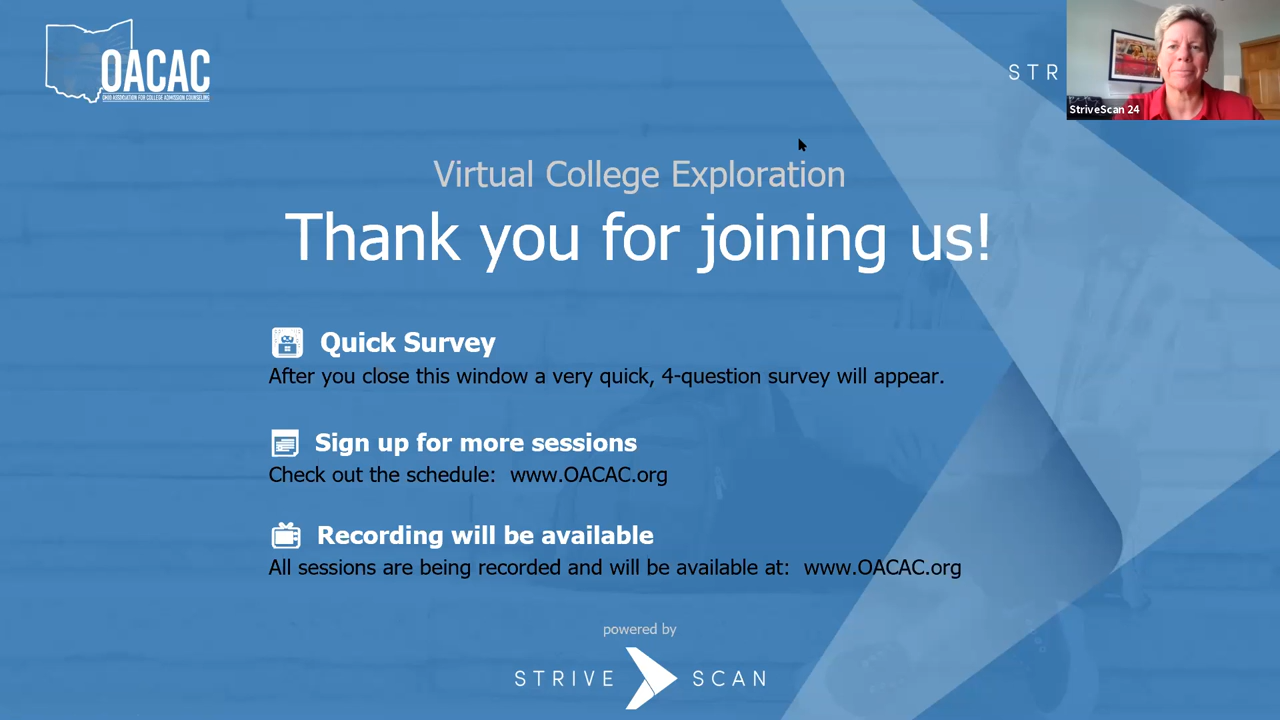 OACAC
OHIO ASSOCIATION FOR COLLEGE ADMISSION COUNSELING
STR
StriveScan 24
Virtual College Exploration
Thank you for joining us!
Quick Survey
After you close this window a very quick, 4-question survey will appear.
Sign up for more sessions
Check out the schedule: www.OACAC.org
Recording will be available
All sessions are being recorded and will be available at: www.OACAC.org
powered by
STRIVE SCAN